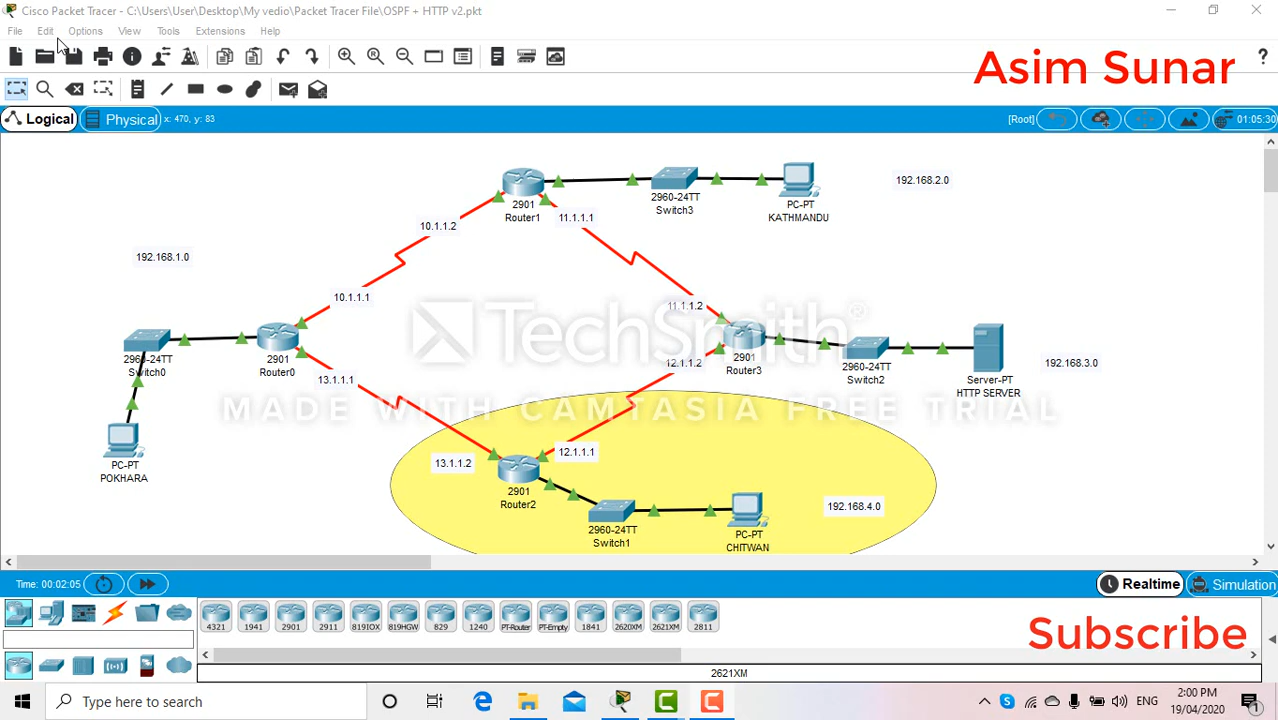 Cisco Packet Tracer - C:\Users\User\Desktop\My vedio\Packet Tracer File\OSPF + HTTP v2.pkt
File Edit Options View Tools Extensions Help
Asim Sunar
Logical Physical x: 470, y: 83 [Root] 01:05:30
2901
Router1
2960-24TT
Switch3
PC-PT
KATHMANDU
192.168.2.0
10.1.1.2
11.1.1.1
192.168.1.0
10.1.1.1
11.1.1.2
TechSmith
2960-24TT
Switch0
2901
Router0
13.1.1.1
12.1.1.2
2901
Router3
2960-24TT
Switch2
Server-PT
HTTP SERVER
192.168.3.0
MADE WITH CAMTASIA FREE TRIAL
PC-PT
POKHARA
13.1.1.2
12.1.1.1
2901
Router2
2960-24TT
Switch1
PC-PT
CHITWAN
192.168.4.0
Time: 00:02:05 Realtime Simulation
4321 1941 2901 2911 819IOX 819HGW 829 1240 PT-Router PT-Empty 1841 2620XM 2621XM 2811
Subscribe
2621XM
Type here to search
ENG
2:00 PM
19/04/2020
1